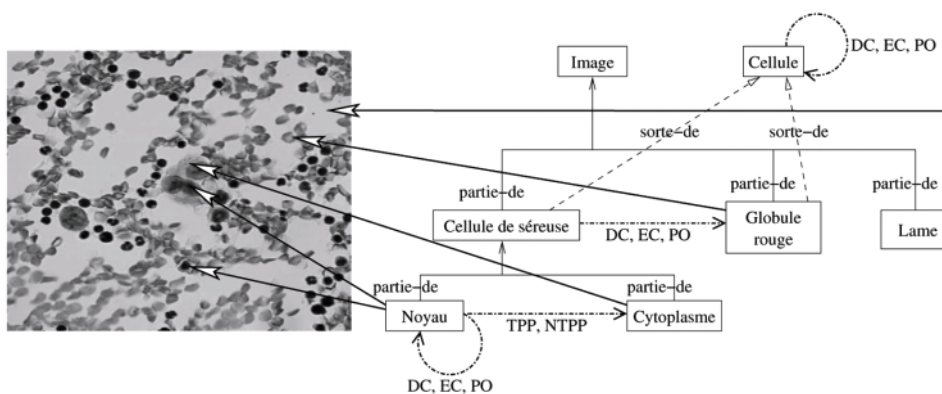 Image
Cellule
DC, EC, PO
sorte-de
sorte-de
partie-de
partie-de
partie-de
Cellule de séreuse
DC, EC, PO
Globule
rouge
Lame
partie-de
partie-de
Noyau
TPP, NTPP
Cytoplasme
DC, EC, PO